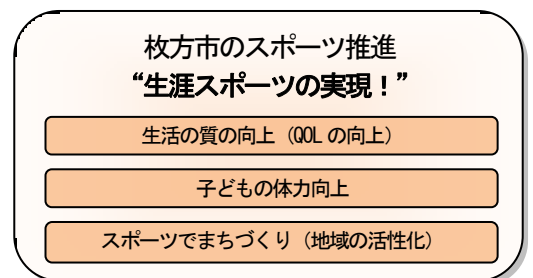 枚方市のスポーツ推進
“生涯スポーツの実現！”
生活の質の向上（QOL の向上）
子どもの体力向上
スポーツでまちづくり（地域の活性化）